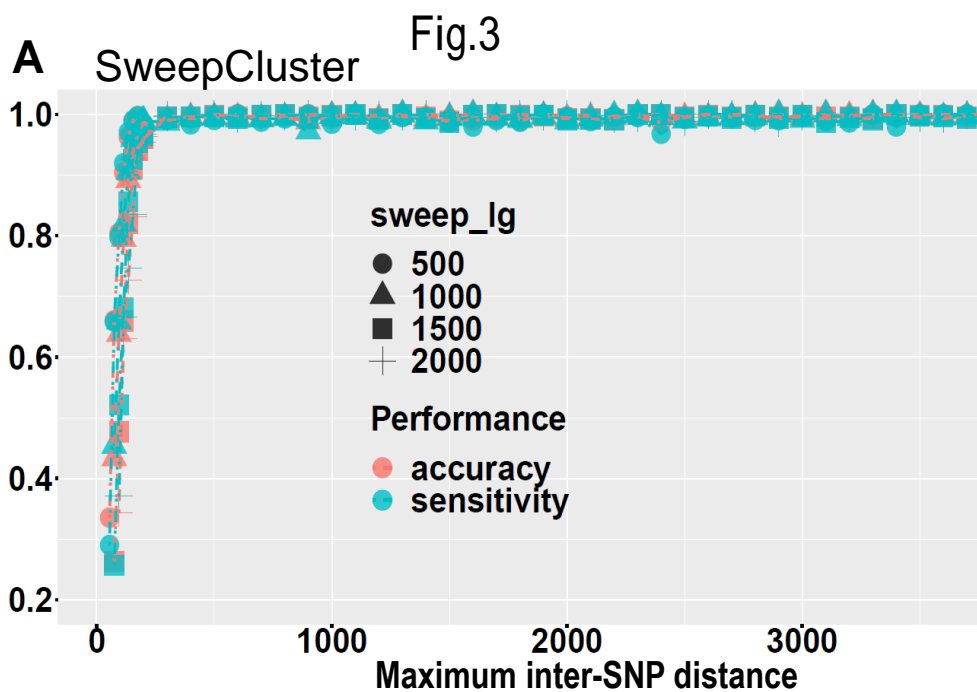 Fig.3
A
SweepCluster
1.0
0.8
0.6
0.4
0.2
sweep_lg
500
1000
1500
2000
Performance
accuracy
sensitivity
0
1000
2000
3000
Maximum inter-SNP distance